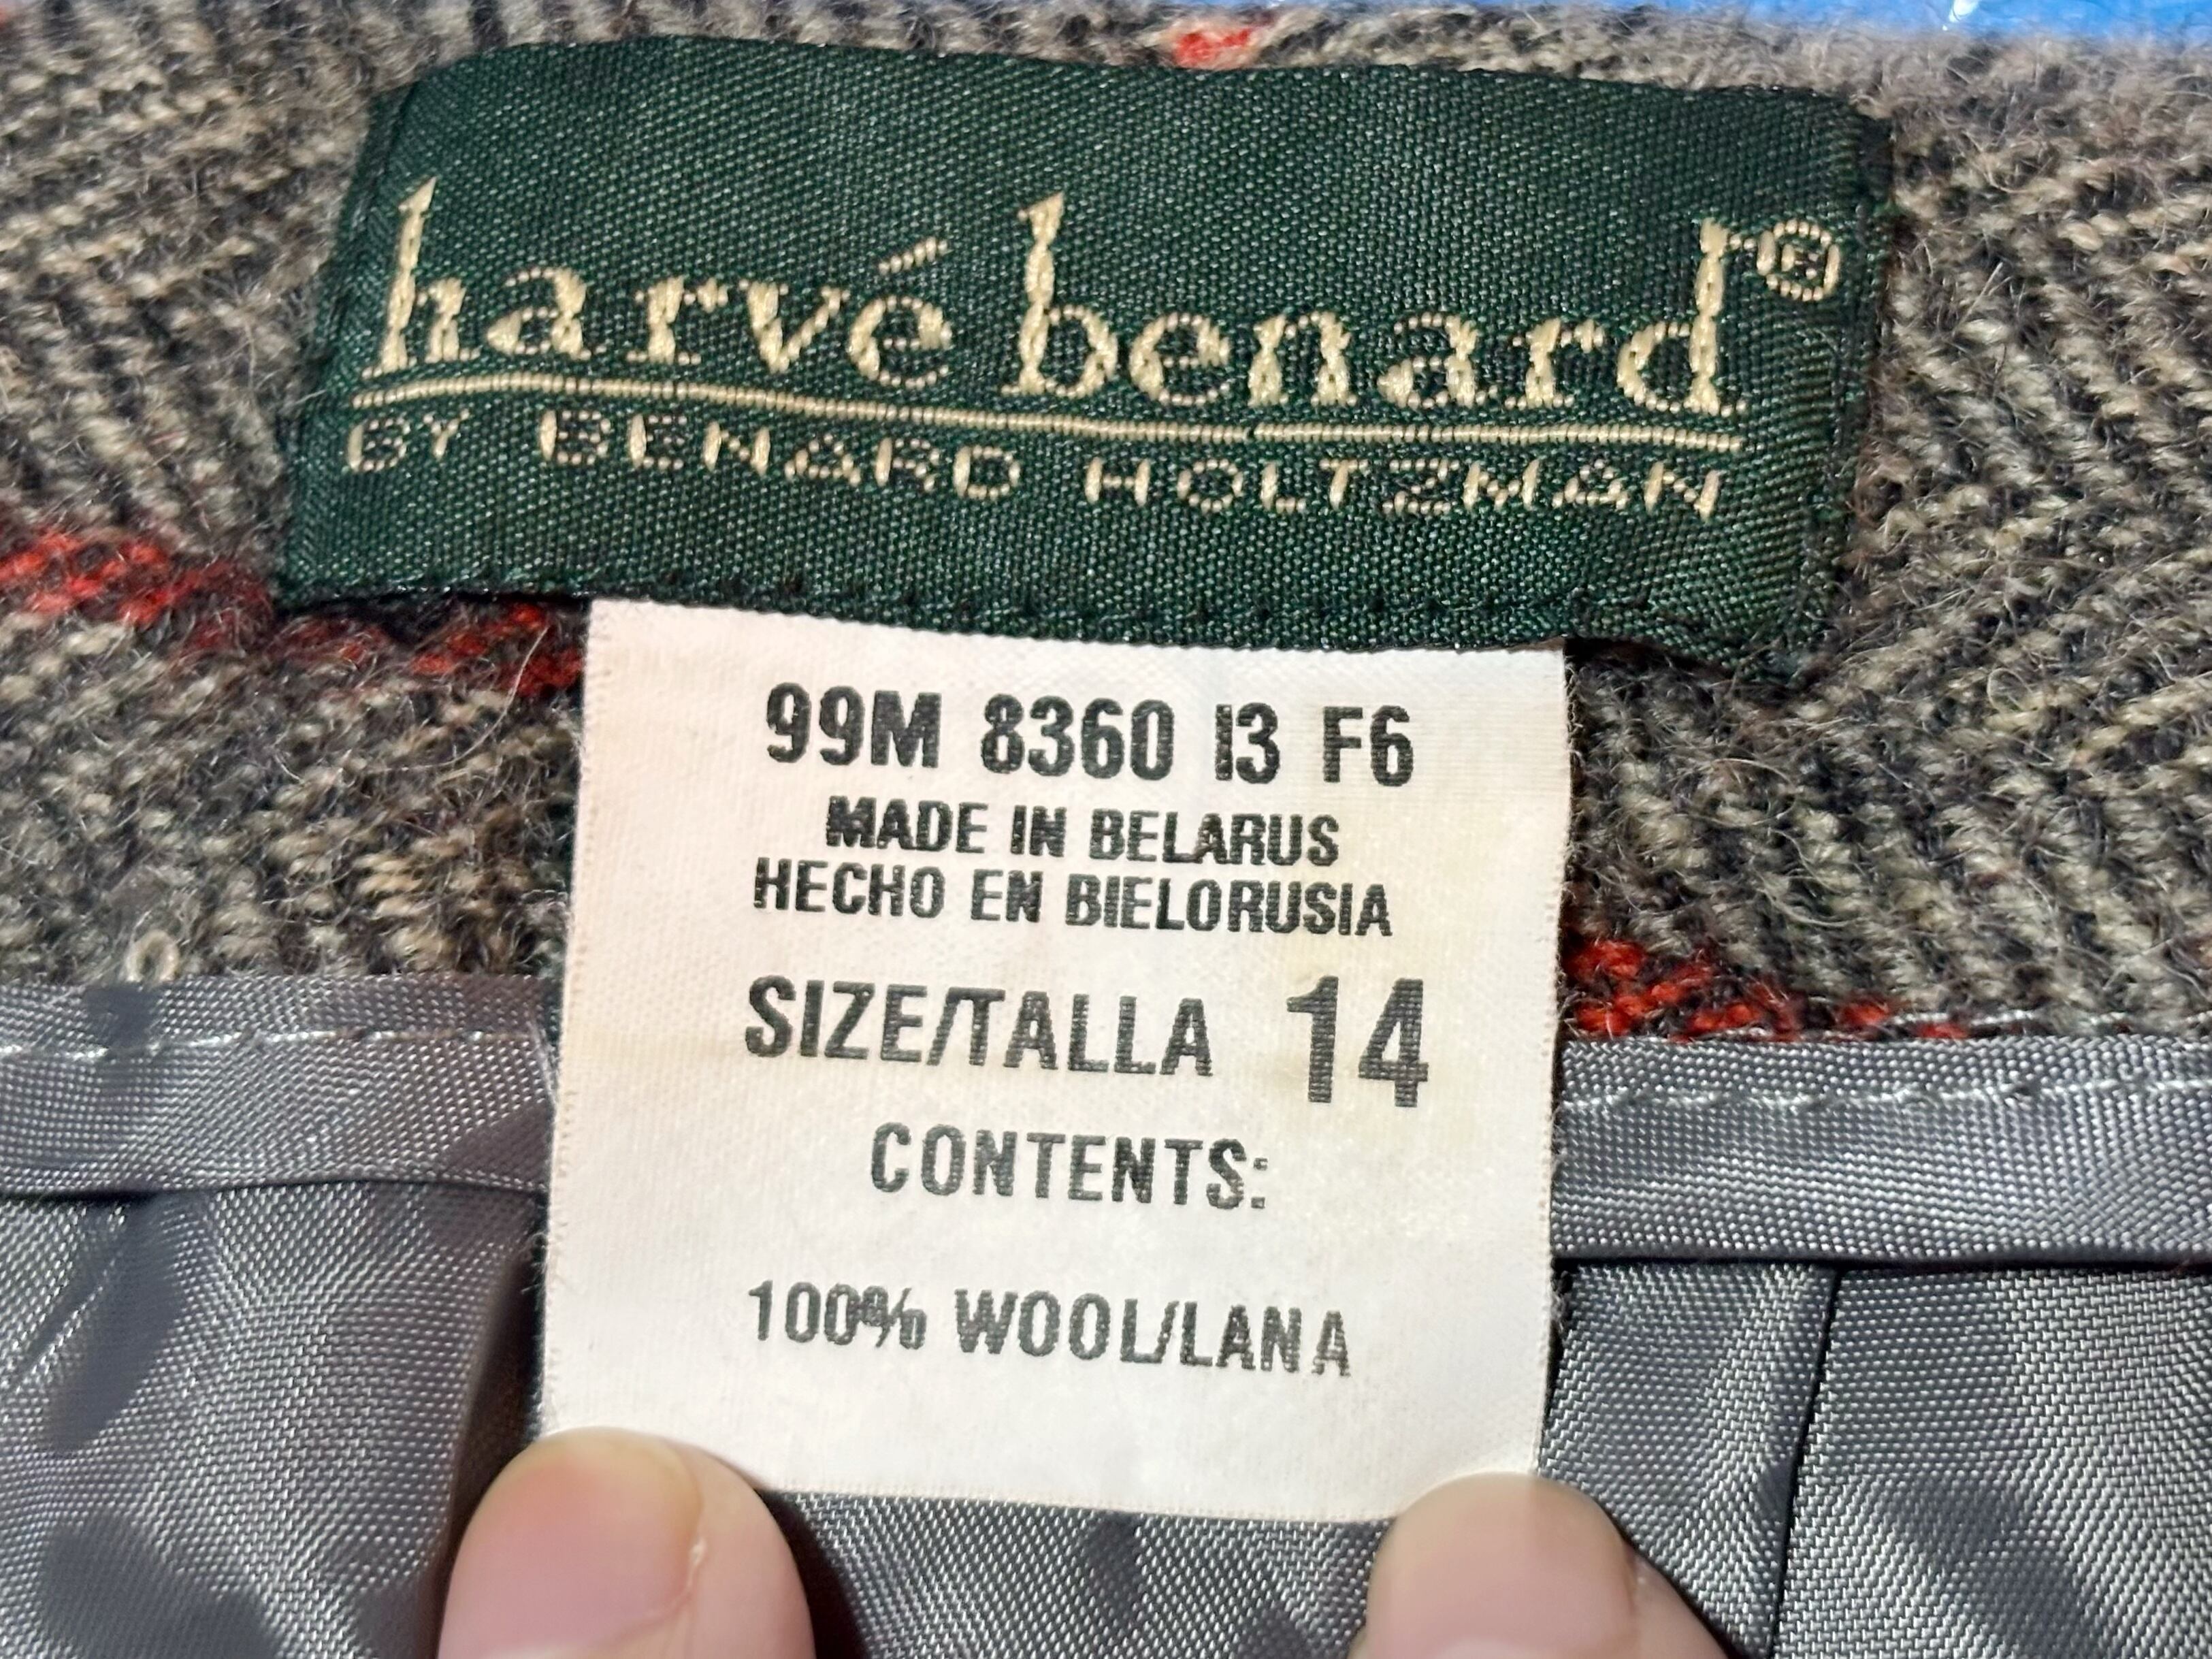 harvé benard®
BY BENARD HOLTZMAN
99M 8360 I3 F6
MADE IN BELARUS
HECHO EN BIELORUSIA
SIZE/TALLA 14
CONTENTS:
100% WOOL/LANA